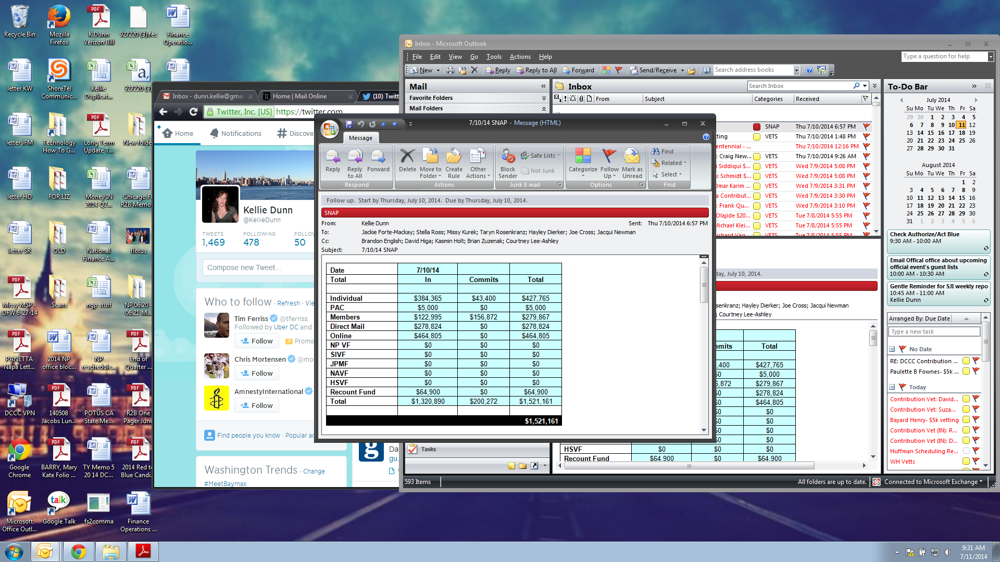 Recycle Bin
Mozilla Firefox
K Dunn Verizon Bill
927220 (3).fec
Finance Operatio...
letter KW
ShoreTel Communic...
Kellie Duplicat...
927220 (3)...
letter JFM
Technology How To G...
Long Term Update T...
New folde
letter HD
FOR LIZ
Money IN 2014 Q2...
Chicago F R2B Memo
letter SR
OLD
National Finance A...
flotus
Missy MSP - DFW 6-27-14
Scans
ngp stuff
NP 06.20 - 06.21 M...
PANETTA Napa Lett...
2014 NP office bloc...
NP reschedule...
End of Quarter ...
DCCC VPN
140508 Jacobs Lun...
POTUS CA State Me...
R2B One Pager June
Google Chrome
BARRY, Mary Kate Folio ...
TY Memo 5 20 14 DC...
2014 Red to Blue Candi...
Microsoft Office Outl...
talk
Google Talk
fs2comma
Finance Operations ...
Inbox - dunn.kellie@gmai
Home | Mail Online
(10) Twitt
Twitter, Inc. [US] https://twitter.com
Home
Notifications
Discove
Kellie Dunn
@KellieDunn
TWEETS FOLLOWING FOLLOW
1,469 478 50
Compose new Tweet...
Who to follow · Refresh · Vie
Tim Ferriss @tferriss
Followed by Uber DC and
Follow
Promo
Chris Mortensen @mo
Follow
AmnestyInternational
Follow
Find people you know · Popular ac
Washington Trends · Change
#MeetBaymax
g
Da
gu.
Inbox - Microsoft Outlook
File Edit View Go Tools Actions Help
Type a question for help
New Reply Reply to All Forward Send/Receive Search address books
Mail
Favorite Folders
Mail Folders
Inbox
Search Inbox
From Subject Categories Received
SNAP Thu 7/10/2014 6:57 PM
tting VETS Thu 7/10/2014 1:48 PM
entennial - ... Thu 7/10/2014 12:16 PM
: Craig New... VETS Thu 7/10/2014 9:26 AM
i Siddiqui $... VETS Wed 7/9/2014 5:08 PM
c Schmidt $... VETS Wed 7/9/2014 5:08 PM
Omar Karim ... VETS Wed 7/9/2014 3:31 PM
a Contribut... VETS Wed 7/9/2014 3:30 PM
: Frank Qu... VETS Wed 7/9/2014 3:10 PM
Olajide $20... VETS Tue 7/8/2014 5:55 PM
Michael Klei... VETS Tue 7/8/2014 5:55 PM
Richard Vag... VETS Tue 7/8/2014 5:55 PM
day, July 10, 2014.
senkranz; Hayley Dierker; Joe Cross; Jacqui Newman
; Courtney Lee-Ashley
mmits Total
,400 $427,765
$0 $5,000
6,872 $279,867
$0 $278,824
$0 $464,805
$0 $0
$0 $0
$0 $0
$0 $0
HSVF $0 $0 $0
Recount Fund $64,900 $0 $64,900
Tasks
593 Items
All folders are up to date.
Connected to Microsoft Exchange
To-Do Bar
July 2014
Su Mo Tu We Th Fr Sa
29 30 1 2 3 4 5
6 7 8 9 10 11 12
13 14 15 16 17 18 19
20 21 22 23 24 25 26
27 28 29 30 31
August 2014
Su Mo Tu We Th Fr Sa
1 2
3 4 5 6 7 8 9
10 11 12 13 14 15 16
17 18 19 20 21 22 23
24 25 26 27 28 29 30
31 1 2 3 4 5 6
Check Authorize/Act Blue
9:30 AM - 10:00 AM
Email Offical office about upcoming
official event's guest lists
10:00 AM - 10:30 AM
Gentle Reminder for SJI weekly repo
10:45 AM - 11:00 AM
Kellie Dunn
Arranged By: Due Date
Type a new task
No Date
RE: DCCC Contribution ...
Paulette B Fownes- $5k ...
Today
Contribution Vet: David...
Contribution Vet: Suza...
Bayard Henry- $5k vetting
Contribution Vet (IN): R...
Contribution Vet (IN): D...
Huffman Scheduling Re...
WH Vetts
7/10/14 SNAP - Message (HTML)
Message
Reply
Reply to All
Forward
Respond
Delete
Move to Folder
Create Rule
Other Actions
Actions
Block Sender
Safe Lists
Not Junk
Junk E-mail
Categorize
Follow Up
Mark as Unread
Options
Find
Related
Select
Find
Follow up. Start by Thursday, July 10, 2014. Due by Thursday, July 10, 2014.
SNAP
From: Kellie Dunn Sent: Thu 7/10/2014 6:57 PM
To: Jackie Forte-Mackay; Stella Ross; Missy Kurek; Taryn Rosenkranz; Hayley Dierker; Joe Cross; Jacqui Newman
Cc: Brandon English; David Higa; Kasmin Holt; Brian Zuzenak; Courtney Lee-Ashley
Subject: 7/10/14 SNAP
Date 7/10/14
Total In Commits Total
Individual $384,365 $43,400 $427,765
PAC $5,000 $0 $5,000
Members $122,995 $156,872 $279,867
Direct Mail $278,824 $0 $278,824
Online $464,805 $0 $464,805
NP VF $0 $0 $0
SIVF $0 $0 $0
JPMF $0 $0 $0
NAVF $0 $0 $0
HSVF $0 $0 $0
Recount Fund $64,900 $0 $64,900
Total $1,320,890 $200,272 $1,521,161
$1,521,161
9:31 AM
7/11/2014